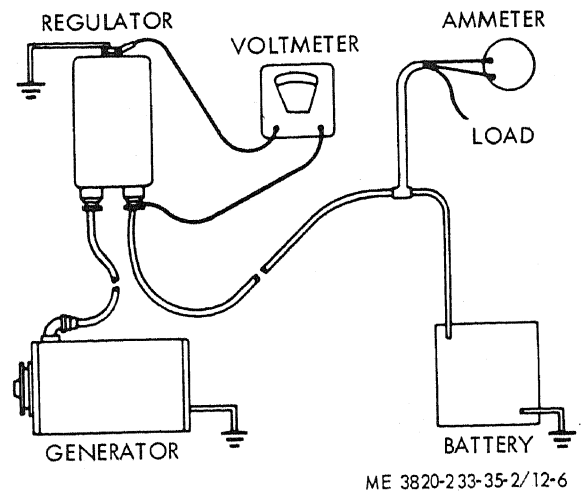 REGULATOR
VOLTMETER
AMMETER
LOAD
GENERATOR
BATTERY
ME 3820-233-35-2/12-6